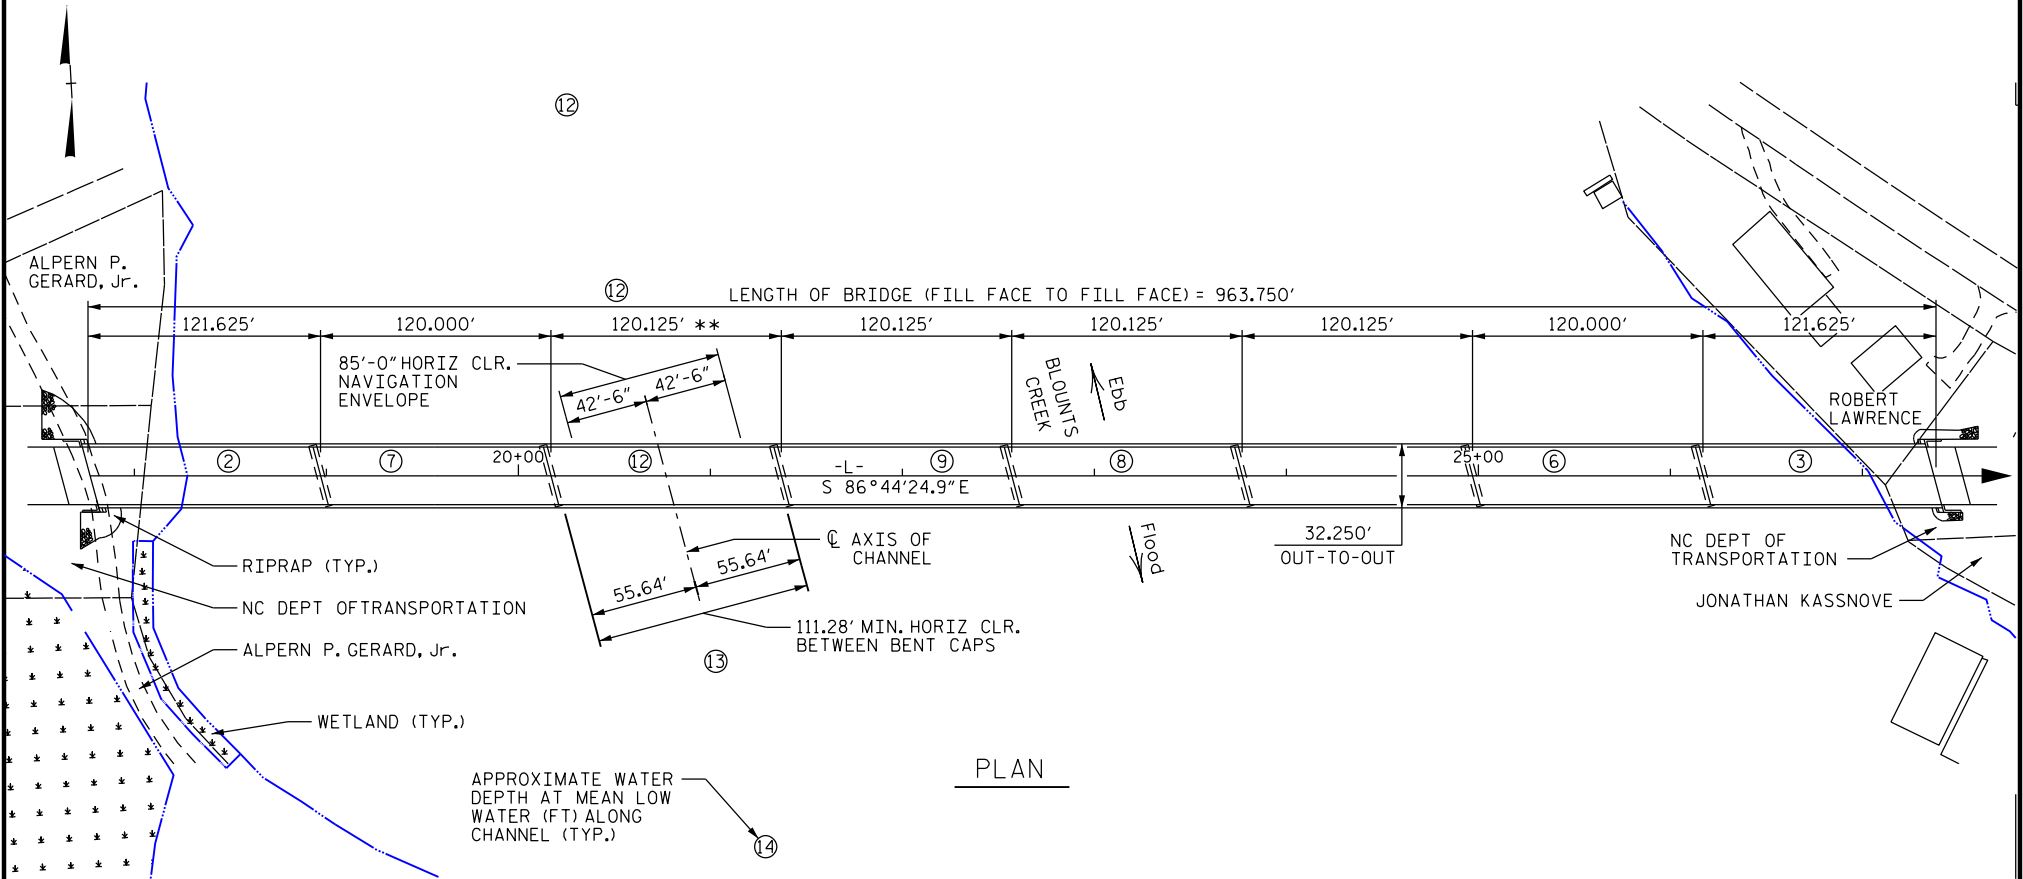 12
ALPERN P.
GERARD, Jr.
12
LENGTH OF BRIDGE (FILL FACE TO FILL FACE) = 963.750'
121.625' 120.000' 120.125' ** 120.125' 120.125' 120.125' 120.000' 121.625'
85'-0" HORIZ CLR.
NAVIGATION
ENVELOPE
42'-6" 42'-6"
BLOUNTS
CREEK
Ebb
ROBERT
LAWRENCE
2 7 20+00 12 -L- 9 8 25+00 6 3
S 86°44'24.9" E
℄ AXIS OF
CHANNEL
Flood
32.250'
OUT-TO-OUT
NC DEPT OF
TRANSPORTATION
RIPRAP (TYP.)
55.64' 55.64'
NC DEPT OFTRANSPORTATION
JONATHAN KASSNOVE
111.28' MIN. HORIZ CLR.
BETWEEN BENT CAPS
ALPERN P. GERARD, Jr.
13
WETLAND (TYP.)
PLAN
APPROXIMATE WATER
DEPTH AT MEAN LOW
WATER (FT) ALONG
CHANNEL (TYP.)
14